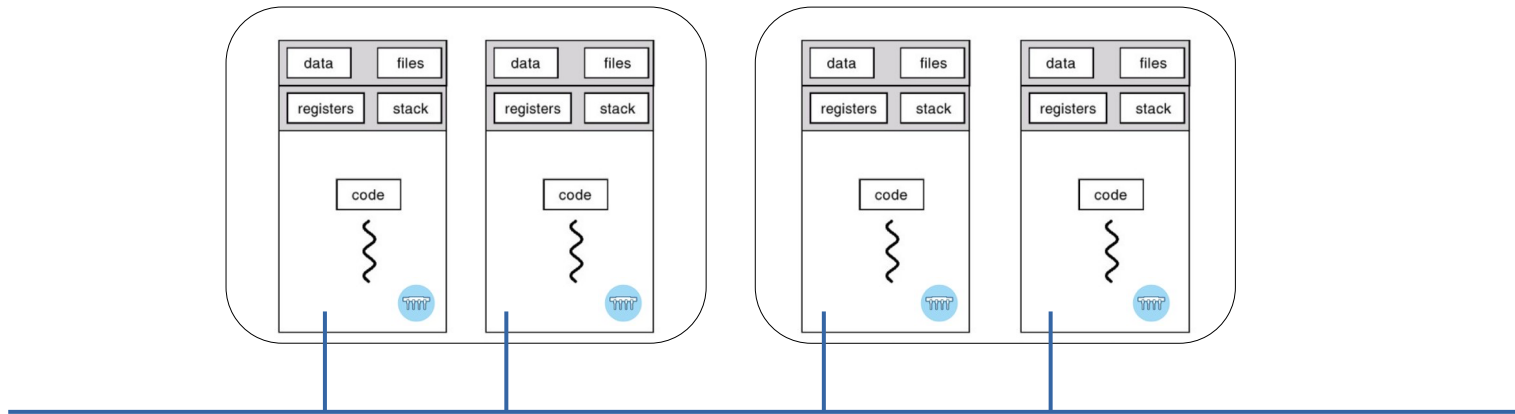 data files data files data files data files
registers stack registers stack registers stack registers stack
code code code code